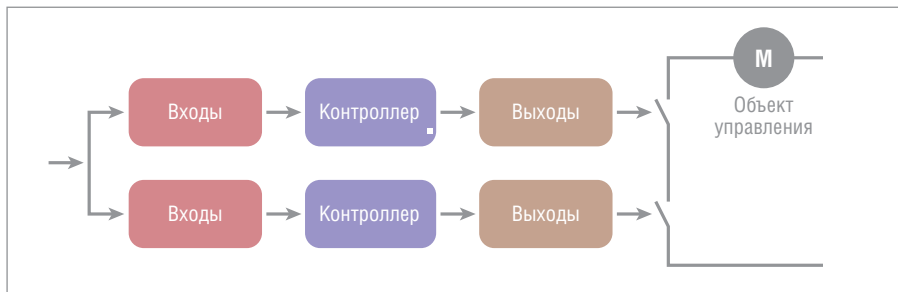 М
Входы
Контроллер
Выходы
Объект
управления
Входы
Контроллер
Выходы